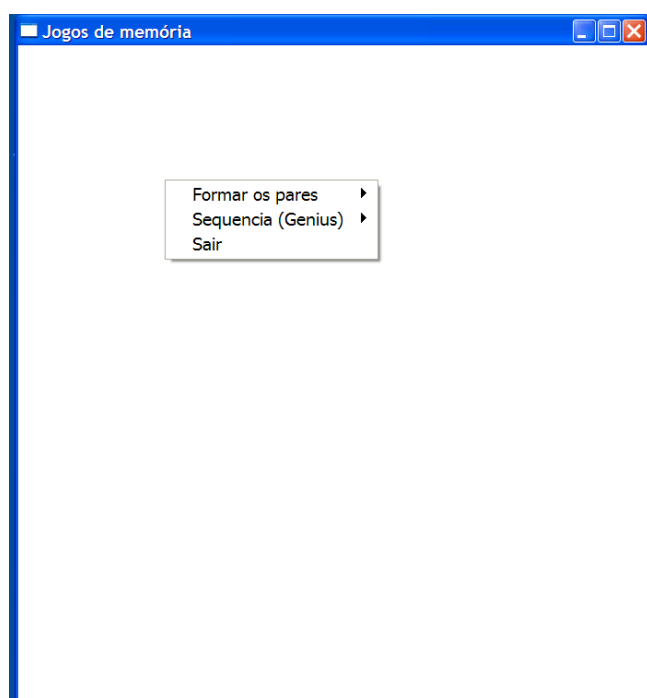 Jogos de memória
Formar os pares
Sequencia (Genius)
Sair